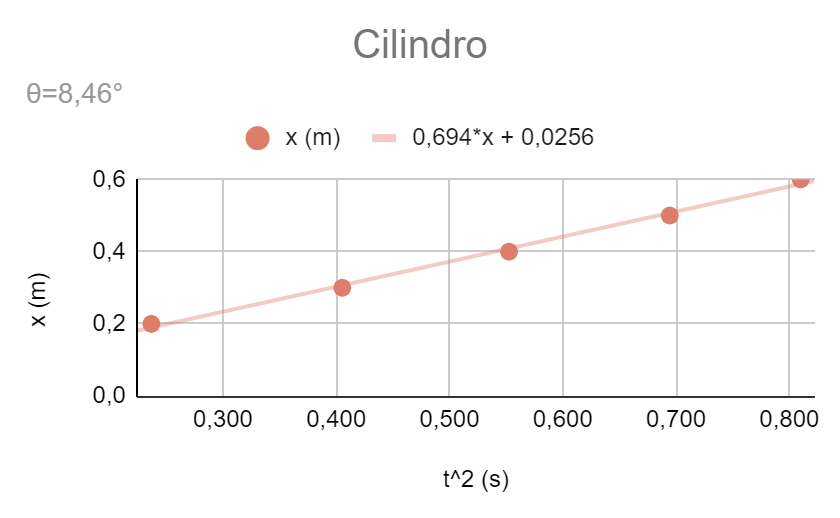 Cilindro
θ=8,46°
x (m) 0,694*x + 0,0256
0,6
0,4
x (m)
0,2
0,0
0,300 0,400 0,500 0,600 0,700 0,800
t^2 (s)